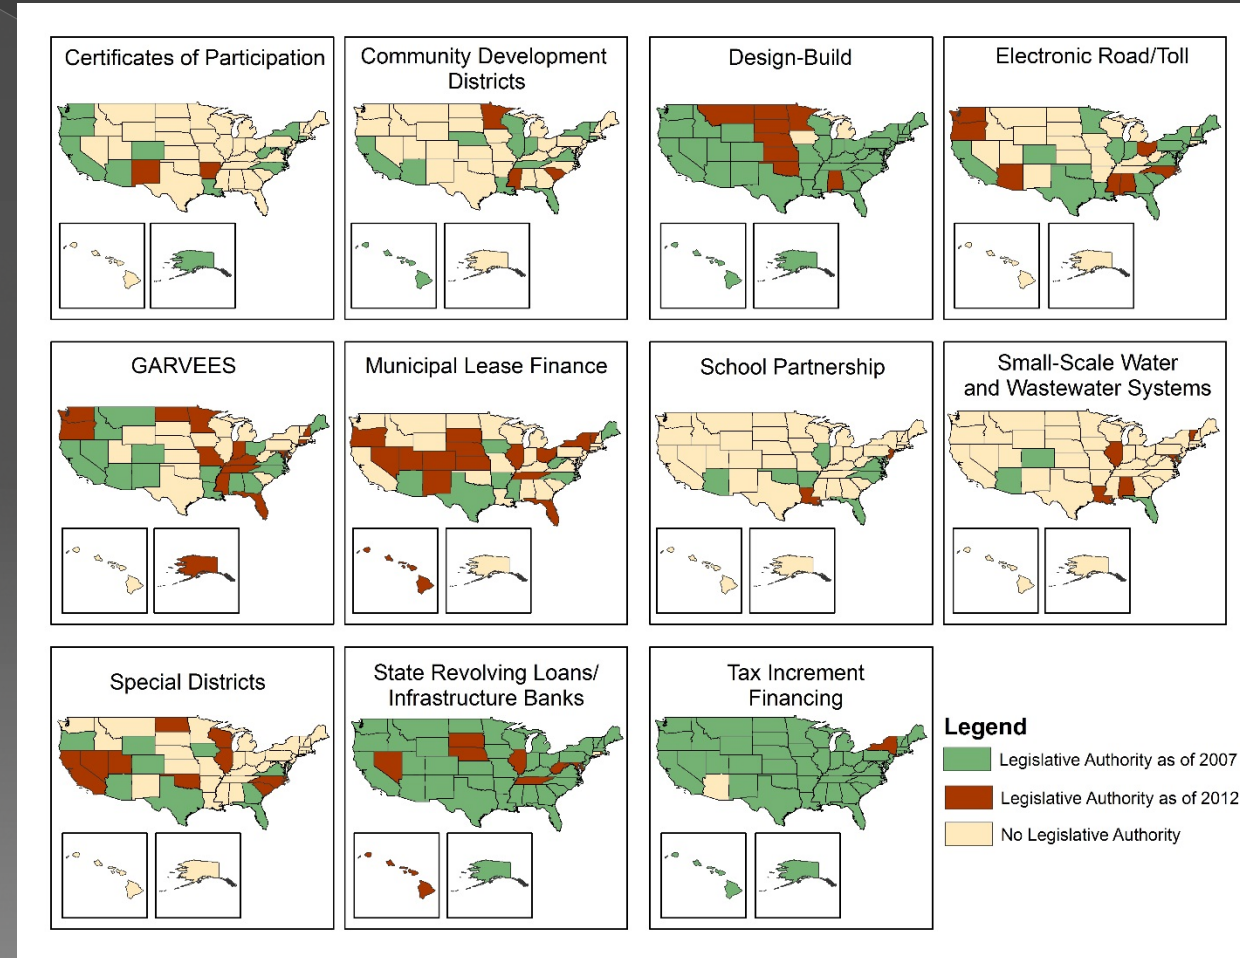 Certificates of Participation
Community Development
Districts
Design-Build
Electronic Road/Toll
GARVEES
Municipal Lease Finance
School Partnership
Small-Scale Water
and Wastewater Systems
Special Districts
State Revolving Loans/
Infrastructure Banks
Tax Increment
Financing
Legend
Legislative Authority as of 2007
Legislative Authority as of 2012
No Legislative Authority